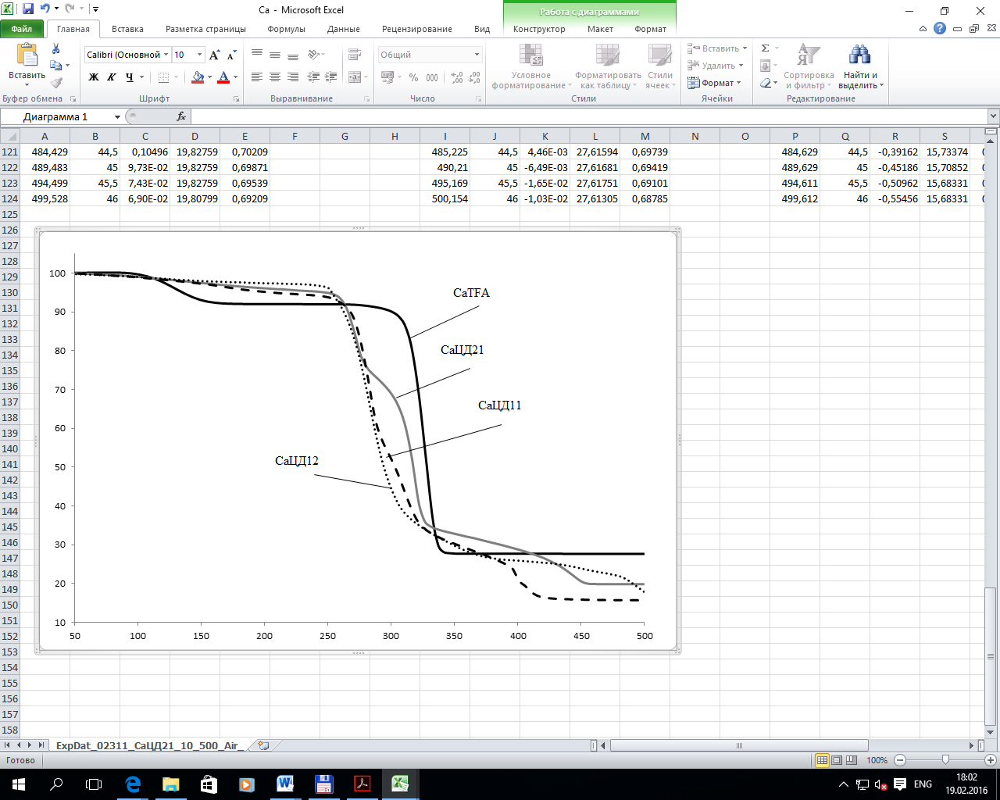 Ca - Microsoft Excel
Работа с диаграммами
Файл Главная Вставка Разметка страницы Формулы Данные Рецензирование Вид Конструктор Макет Формат
Вставить
Calibri (Основной 10
Ж К Ч
Общий
% 000
Условное форматирование
Форматировать как таблицу
Стили ячеек
Вставить
Удалить
Формат
Сортировка и фильтр
Найти и выделить
Буфер обмена Шрифт Выравнивание Число Стили Ячейки Редактирование
Диаграмма 1 fx
A B C D E F G H I J K L M N O P Q R S
121 484,429 44,5 0,10496 19,82759 0,70209 485,225 44,5 4,46E-03 27,61594 0,69739 484,629 44,5 -0,39162 15,73374
122 489,483 45 9,73E-02 19,82759 0,69871 490,21 45 -6,49E-03 27,61681 0,69419 489,629 45 -0,45186 15,70852
123 494,499 45,5 7,43E-02 19,82759 0,69539 495,169 45,5 -1,65E-02 27,61751 0,69101 494,611 45,5 -0,50962 15,68331
124 499,528 46 6,90E-02 19,80799 0,69209 500,154 46 -1,03E-02 27,61305 0,68785 499,612 46 -0,55456 15,68331
125
126
127
128
129
130
131
132
133
134
135
136
137
138
139
140
141
142
143
144
145
146
147
148
149
150
151
152
153
154
155
156
157
158
100
90
80
70
60
50
40
30
20
10
50 100 150 200 250 300 350 400 450 500
CaTFA
СаЦД21
СаЦД11
СаЦД12
ExpDat_02311_СаЦД21_10_500_Air_
Готово
100%
ENG
18:02
19.02.2016